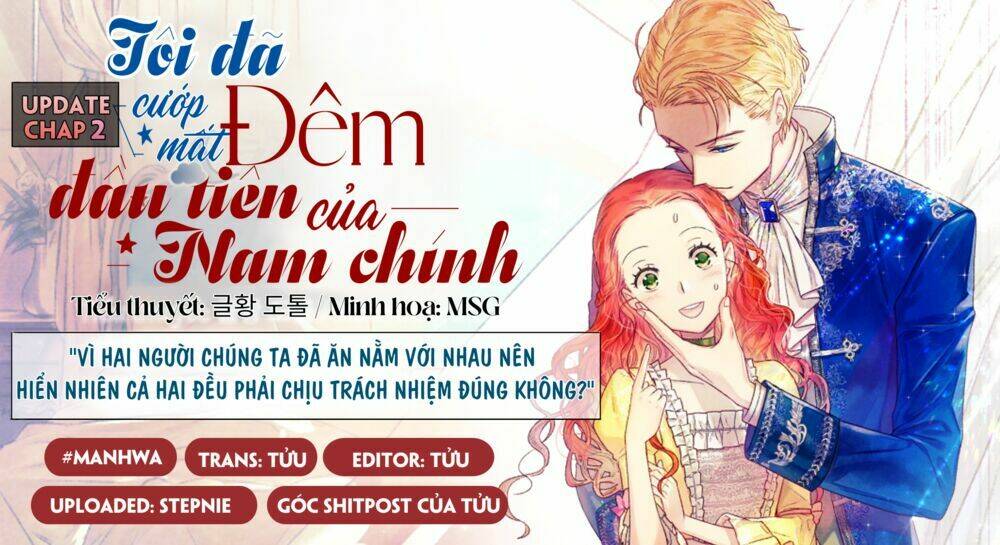 Tôi đã
UPDATE
CHAP 2
cướp
mất Đêm
đầu tiên của
Nam chính
Tiểu thuyết: 글황 도톨 / Minh hoạ: MSG
"VÌ HAI NGƯỜI CHÚNG TA ĐÃ ĂN NẰM VỚI NHAU NÊN
HIỂN NHIÊN CẢ HAI ĐỀU PHẢI CHỊU TRÁCH NHIỆM ĐÚNG KHÔNG?"
#MANHWA TRANS: TỬU EDITOR: TỬU
UPLOADED: STEPNIE GÓC SHITPOST CỦA TỬU